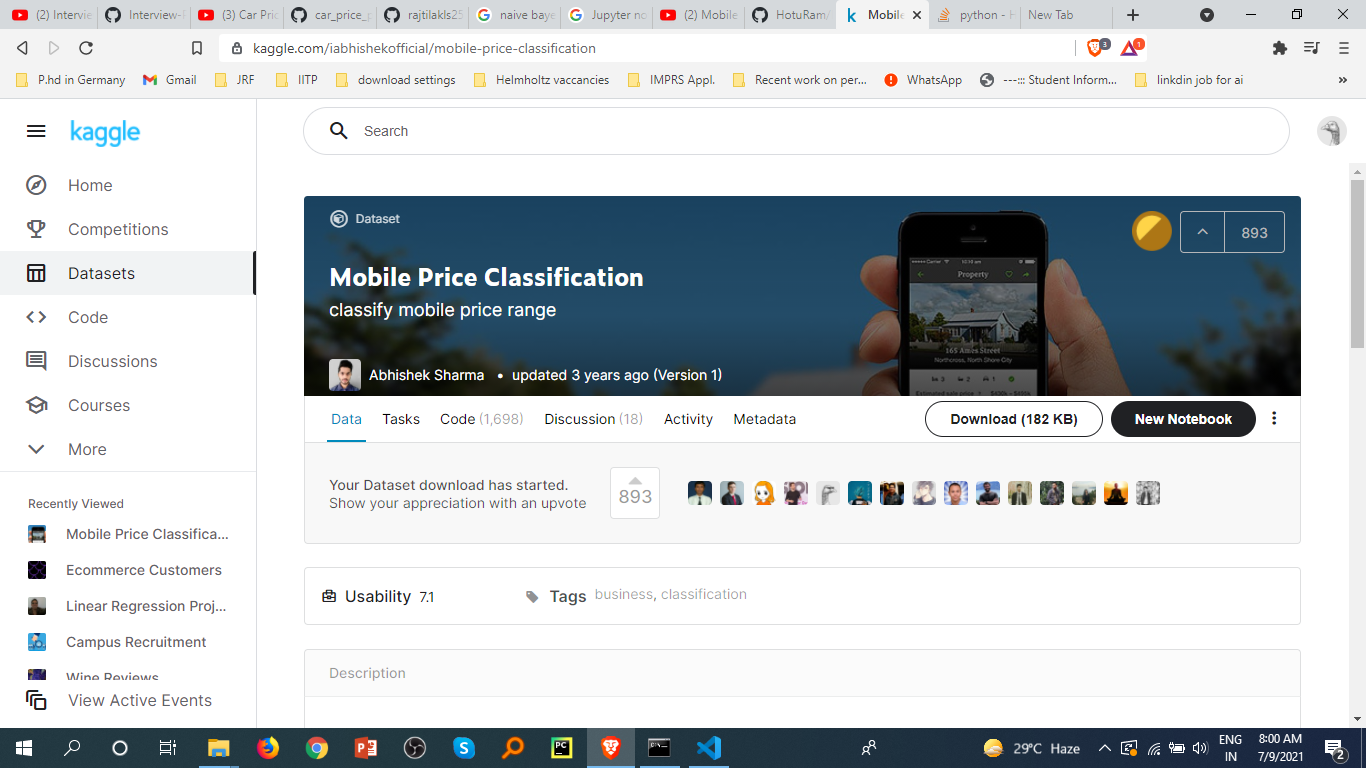 (2) Intervie
Interview-
(3) Car Pric
car_price_p
rajtilakls25
naive baye
Jupyter no
(2) Mobile
HotuRam/
Mobile
python - H
New Tab
kaggle.com/iabhishekofficial/mobile-price-classification
3
1
P.hd in Germany
Gmail
JRF
IITP
download settings
Helmholtz vaccancies
IMPRS Appl.
Recent work on per...
WhatsApp
---::: Student Inform...
linkdin job for ai
»
kaggle
Search
Home
Competitions
Datasets
Code
Discussions
Courses
More
Recently Viewed
Mobile Price Classifica...
Ecommerce Customers
Linear Regression Proj...
Campus Recruitment
Wine Reviews
View Active Events
Dataset
893
Mobile Price Classification
classify mobile price range
Abhishek Sharma • updated 3 years ago (Version 1)
Property
165 Ames Street
Northcross, North Shore City
Data
Tasks
Code (1,698)
Discussion (18)
Activity
Metadata
Download (182 KB)
New Notebook
Your Dataset download has started.
Show your appreciation with an upvote
893
Usability 7.1
Tags business, classification
Description
29°C Haze
ENG
IN
8:00 AM
7/9/2021
2